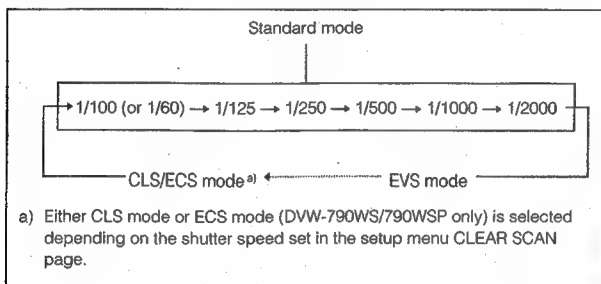 Standard mode
1/100 (or 1/60) → 1/125 → 1/250 → 1/500 → 1/1000 → 1/2000
CLS/ECS mode a) EVS mode
a) Either CLS mode or ECS mode (DVW-790WS/790WSP only) is selected
depending on the shutter speed set in the setup menu CLEAR SCAN
page.